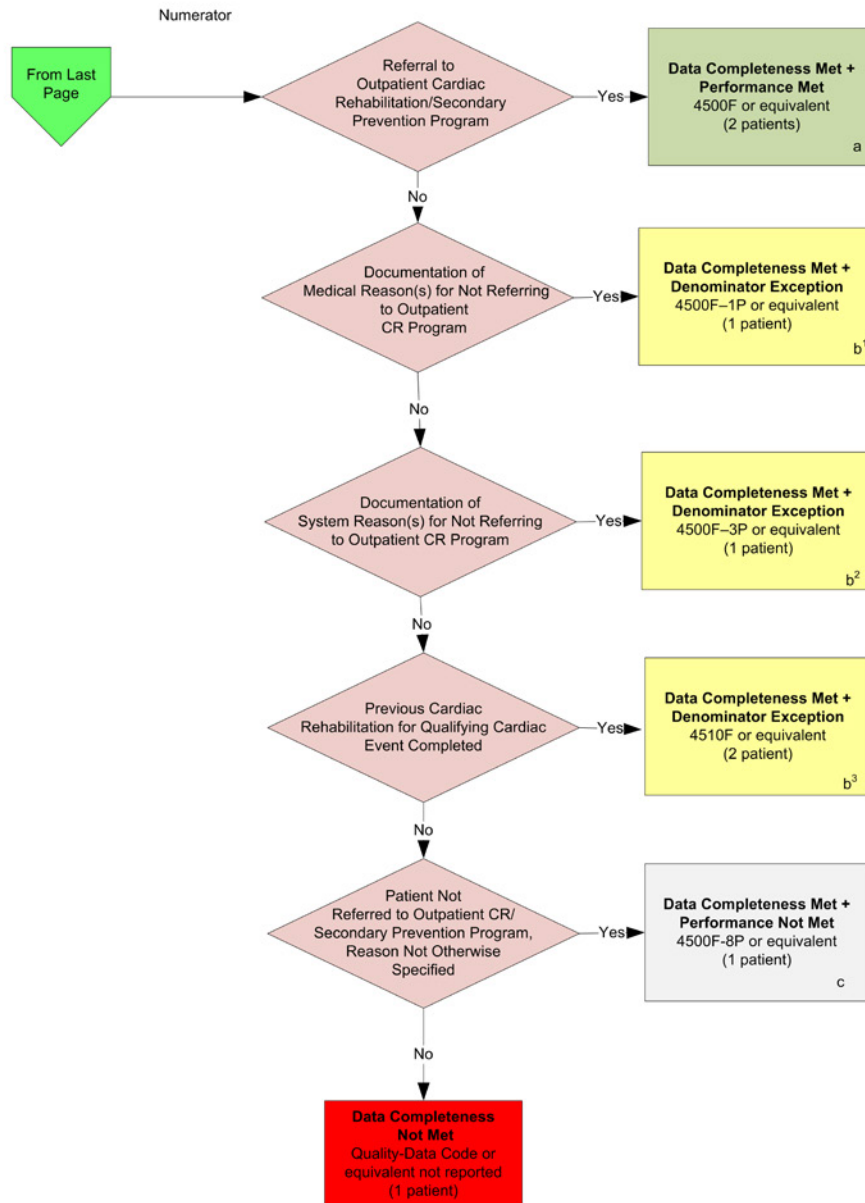 Numerator
From Last
Page
Referral to
Outpatient Cardiac
Rehabilitation/Secondary
Prevention Program
Yes
Data Completeness Met +
Performance Met
4500F or equivalent
(2 patients)
a
No
Documentation of
Medical Reason(s) for Not Referring
to Outpatient
CR Program
Yes
Data Completeness Met +
Denominator Exception
4500F–1P or equivalent
(1 patient)
b¹
No
Documentation of
System Reason(s) for Not Referring
to Outpatient CR Program
Yes
Data Completeness Met +
Denominator Exception
4500F–3P or equivalent
(1 patient)
b²
No
Previous Cardiac
Rehabilitation for Qualifying Cardiac
Event Completed
Yes
Data Completeness Met +
Denominator Exception
4510F or equivalent
(2 patient)
b³
No
Patient Not
Referred to Outpatient CR/
Secondary Prevention Program,
Reason Not Otherwise
Specified
Yes
Data Completeness Met +
Performance Not Met
4500F-8P or equivalent
(1 patient)
c
No
Data Completeness
Not Met
Quality-Data Code or
equivalent not reported
(1 patient)